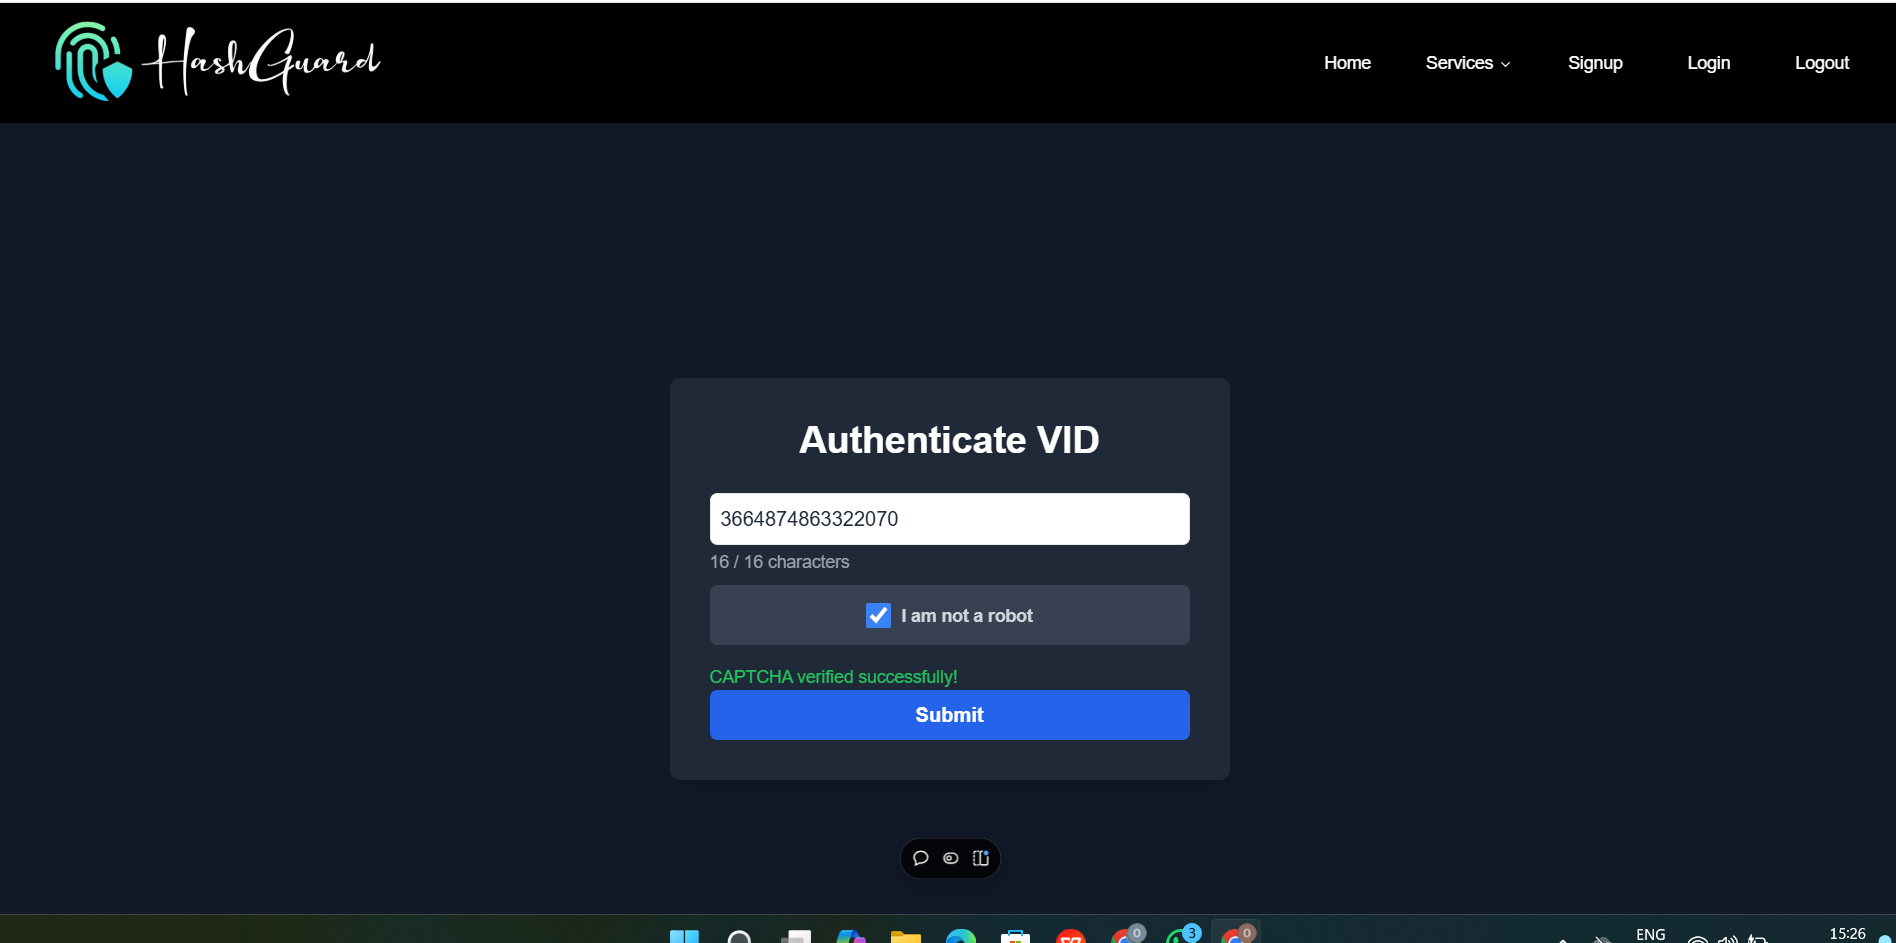 HashGuard
Home Services Signup Login Logout
Authenticate VID
3664874863322070
16 / 16 characters
I am not a robot
CAPTCHA verified successfully!
Submit
0 3 0
ENG 15:26